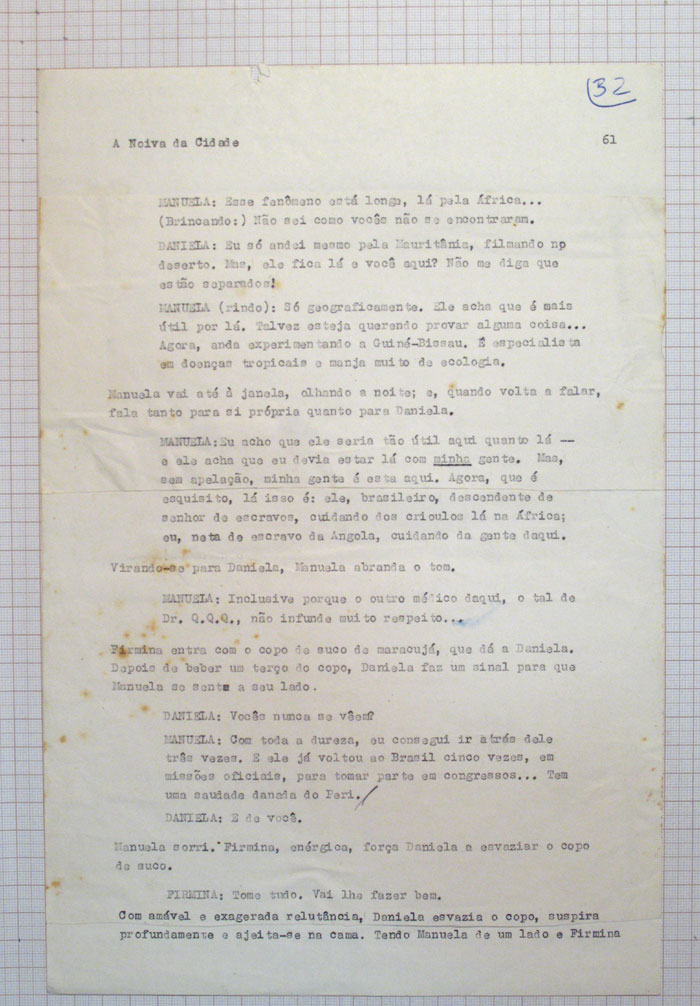 32
A Noiva da Cidade 61
MANUELA: Esse fenômeno está longe, lá pela África...
(Brincando:) Não sei como vocês não se encontraram.
DANIELA: Eu só andei mesmo pela Mauritânia, filmando no
deserto. Mas, ele fica lá e você aqui? Não me diga que
estão separados!
MANUELA (rindo): Só geograficamente. Ele acha que é mais
útil por lá. Talvez esteja querendo provar alguma coisa...
Agora, anda experimentando a Guiné-Bissau. É especialista
em doenças tropicais e manja muito de ecologia.
Manuela vai até à janela, olhando a noite; e, quando volta a falar,
fala tanto para si própria quanto para Daniela.
MANUELA:Eu acho que ele seria tão útil aqui quanto lá --
e ele acha que eu devia estar lá com minha gente. Mas,
sem apelação, minha gente é esta aqui. Agora, que é
esquisito, lá isso é: ele, brasileiro, descendente de
senhor de escravos, cuidando dos crioulos lá na África;
eu, neta de escravo da Angola, cuidando da gente daqui.
Virando-se para Daniela, Manuela abranda o tom.
MANUELA: Inclusive porque o outro médico daqui, o tal de
Dr. Q.Q.Q., não infunde muito respeito...
Firmina entra com o copo de suco de maracujá, que dá a Daniela.
Depois de beber um terço do copo, Daniela faz um sinal para que
Manuela se sente a seu lado.
DANIELA: Vocês nunca se vêem?
MANUELA: Com toda a dureza, eu consegui ir atrás dele
três vezes. E ele já voltou ao Brasil cinco vezes, em
missões oficiais, para tomar parte em congressos... Tem
uma saudade danada do Peri.
DANIELA: E de você.
Manuela sorri. Firmina, enérgica, força Daniela a esvaziar o copo
de suco.
FIRMINA: Tome tudo. Vai lhe fazer bem.
Com amável e exagerada relutância, Daniela esvazia o copo, suspira
profundamente e ajeita-se na cama. Tendo Manuela de um lado e Firmina